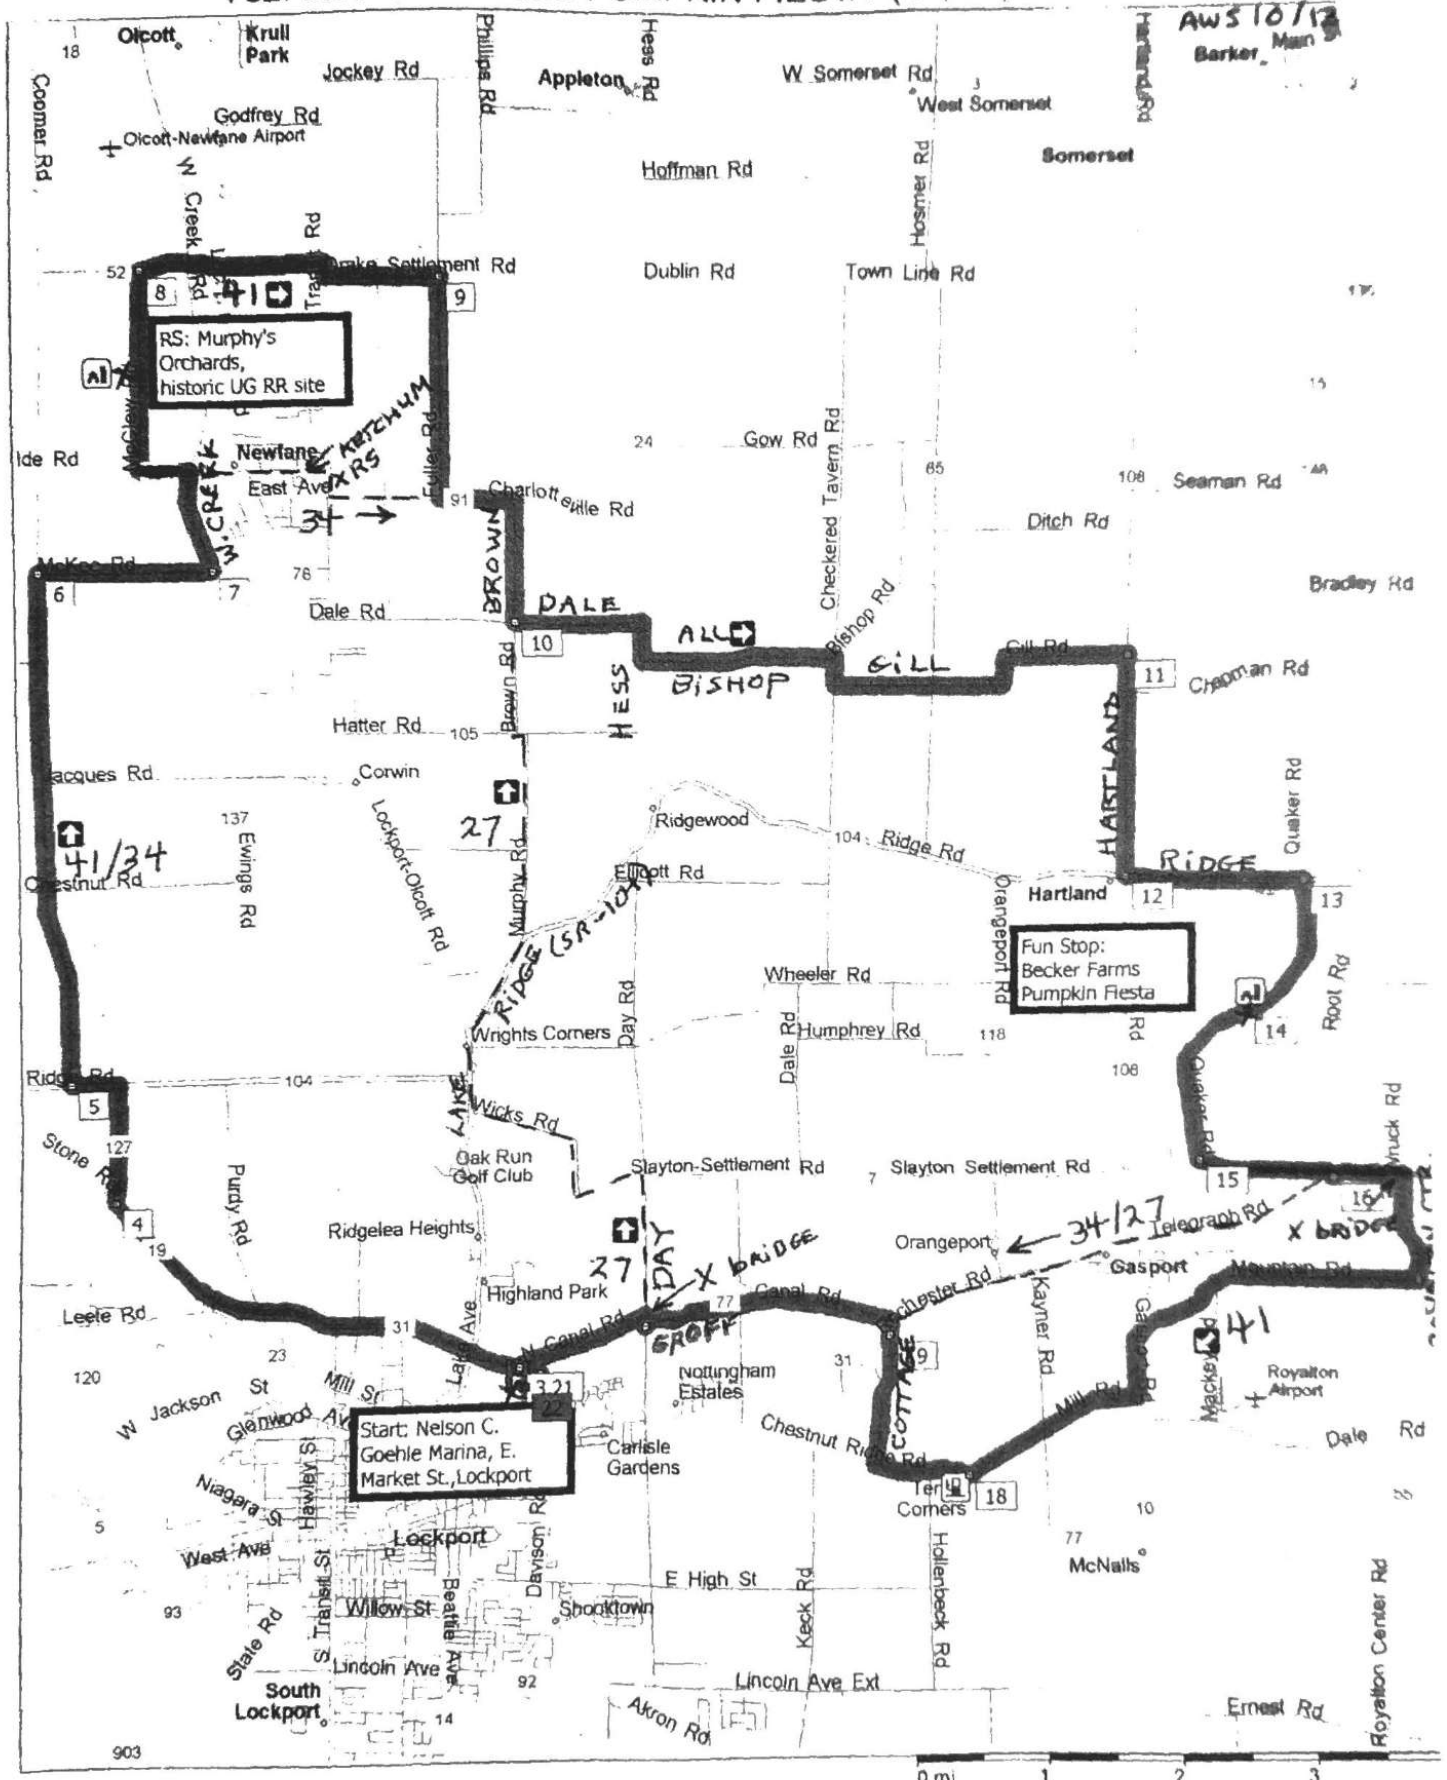 AWS 10/13
Olcott
Krull
Park
Phillips Rd
Hess Rd
Barker
Main St
18
Jockey Rd
Appleton
W Somerset Rd
3
West Somerset
Coomer Rd
Godfrey Rd
Olcott-Newfane Airport
Hosmer Rd
Somerset
Hoffman Rd
W Creek Rd
52
Drake Settlement Rd
Dublin Rd
Town Line Rd
8
41
9
RS: Murphy's
Orchards,
historic UG RR site
KETCHUM
XRS
Fuller Rd
Ide Rd
Newfane
East Ave
34
W. CREEK
24
Gow Rd
Checkered Tavern Rd
65
108
Seaman Rd
91
Charlotteville Rd
Ditch Rd
BROWN
McKee Rd
6
7
78
Dale Rd
DALE
10
Bishop Rd
Bradley Rd
ALL
BISHOP
GILL
Gill Rd
11
Chapman Rd
HESS
Brown Rd
Hatter Rd
105
HARTLAND
Jacques Rd
Corwin
Quaker Rd
137
Ewings Rd
Lockport-Olcott Rd
27
Murphy Rd
Ridgewood
104
Ridge Rd
41/34
Chestnut Rd
Ellicott Rd
RIDGE (SR-104)
RIDGE
Hartland
12
13
Orangeport Rd
Fun Stop:
Becker Farms
Pumpkin Fiesta
Wheeler Rd
Root Rd
Day Rd
Dale Rd
Humphrey Rd
118
Rd
14
Wrights Corners
Ridge Rd
104
108
5
LAKE
Wicks Rd
Quaker Rd
Wruck Rd
127
Oak Run
Golf Club
Slayton-Settlement Rd
7
Slayton Settlement Rd
15
16
Purdy Rd
4
19
Ridgelea Heights
27
DAY
X BRIDGE
Orangeport
34/27
Telegraph Rd
X BRIDGE
Gasport
Mountain Rd
Rochester Rd
Kayner Rd
Highland Park
Leete Rd
77
Canal Rd
GROFF
31
N Canal Rd
Lake Ave
41
23
120
Mill St
3,21
22
Nottingham
Estates
31
COTTAGE
Mill Rd
Royalton
Airport
W Jackson St
Glenwood Ave
Start: Nelson C.
Goehle Marina, E.
Market St.,Lockport
Carlisle
Gardens
Chestnut Ridge Rd
Dale Rd
Corners
18
Niagara St
Hawley St
5
10
West Ave
Lockport
Davison Rd
77
McNalls
Hollenbeck Rd
E High St
Keck Rd
93
Willow St
Shooktown
State Rd
S Transit St
Beattie Ave
Lincoln Ave
92
Lincoln Ave Ext
Royalton Center Rd
South
Lockport
14
Akron Rd
Ernest Rd
903
0 mi
1
2
3